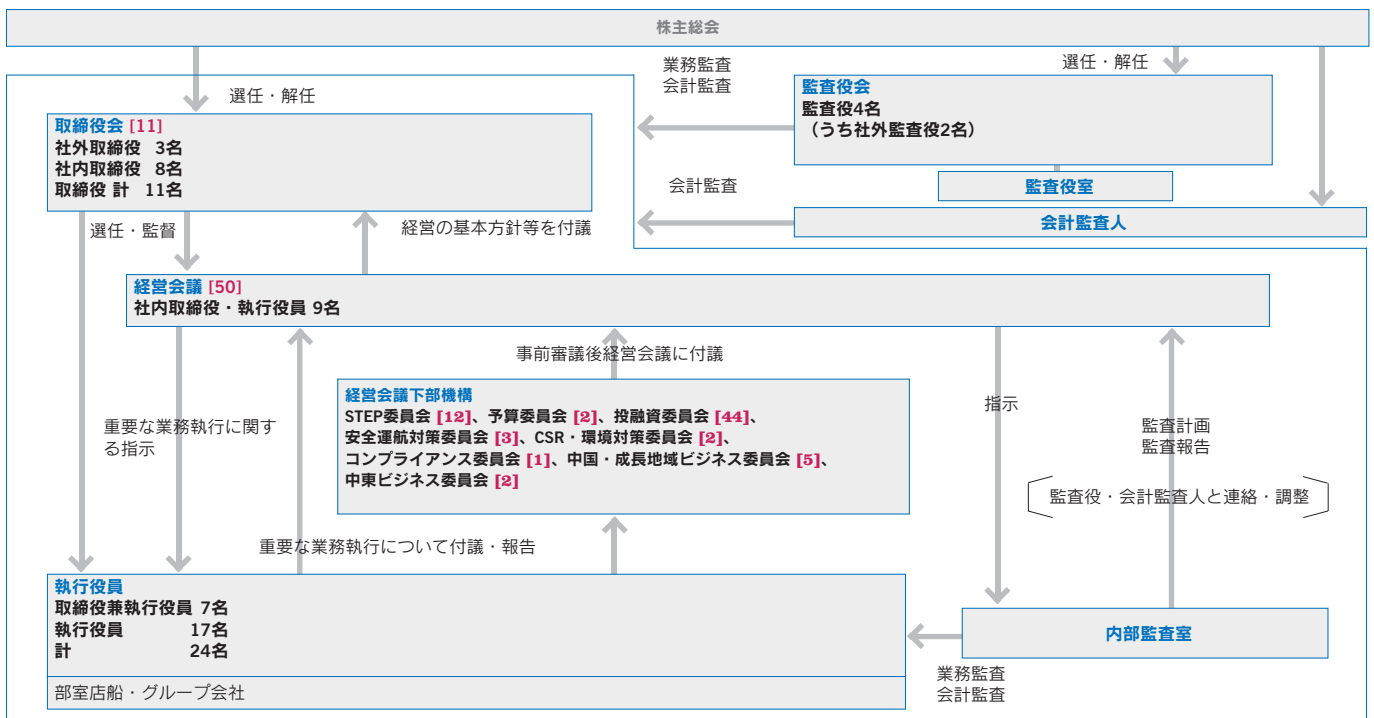 株主総会
選任・解任
業務監査
会計監査
選任・解任
取締役会 [11]
社外取締役 3名
社内取締役 8名
取締役 計 11名
監査役会
監査役4名
(うち社外監査役2名)
監査役室
会計監査
会計監査人
選任・監督
経営の基本方針等を付議
経営会議 [50]
社内取締役・執行役員 9名
事前審議後経営会議に付議
経営会議下部機構
STEP委員会 [12]、予算委員会 [2]、投融資委員会 [44]、
安全運航対策委員会 [3]、CSR・環境対策委員会 [2]、
コンプライアンス委員会 [1]、中国・成長地域ビジネス委員会 [5]、
中東ビジネス委員会 [2]
重要な業務執行に関す
る指示
指示
監査計画
監査報告
監査役・会計監査人と連絡・調整
重要な業務執行について付議・報告
執行役員
取締役兼執行役員 7名
執行役員 17名
計 24名
部室店船・グループ会社
内部監査室
業務監査
会計監査